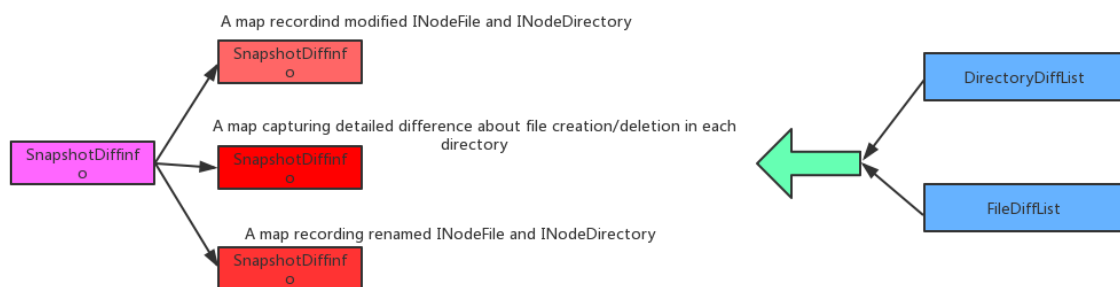 A map recordind modified INodeFile and INodeDirectory
SnapshotDiffinf
o
DirectoryDiffList
A map capturing detailed difference about file creation/deletion in each
directory
SnapshotDiffinf
o
SnapshotDiffinf
o
FileDiffList
A map recording renamed INodeFile and INodeDirectory
SnapshotDiffinf
o